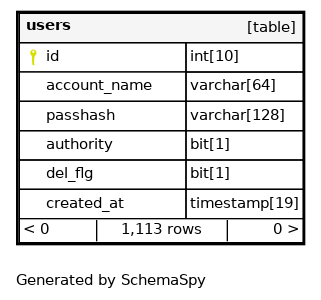 users [table]
id int[10]
account_name varchar[64]
passhash varchar[128]
authority bit[1]
del_flg bit[1]
created_at timestamp[19]
< 0 1,113 rows 0 >
Generated by SchemaSpy